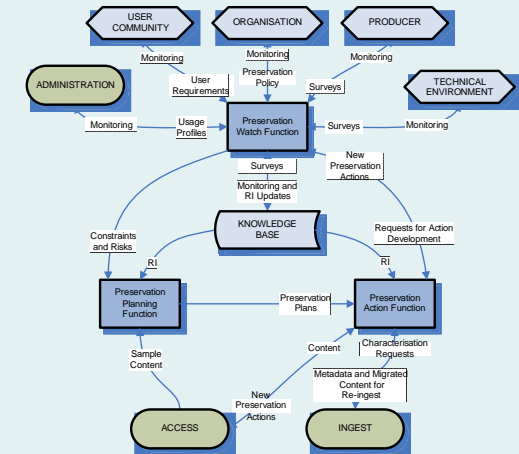 USER
COMMUNITY
ORGANISATION
PRODUCER
Monitoring
Monitoring
Monitoring
ADMINISTRATION
User
Requirements
Preservation
Policy
Surveys
TECHNICAL
ENVIRONMENT
Monitoring
Usage
Profiles
Preservation
Watch Function
Surveys
Monitoring
Surveys
New
Preservation
Actions
Monitoring and
RI Updates
Constraints
and Risks
KNOWLEDGE
BASE
Requests for Action
Development
RI
RI
Preservation
Planning
Function
Preservation
Plans
Preservation
Action Function
Sample
Content
Content
Characterisation
Requests
Metadata and Migrated
Content for
Re-ingest
New
Preservation
Actions
ACCESS
INGEST